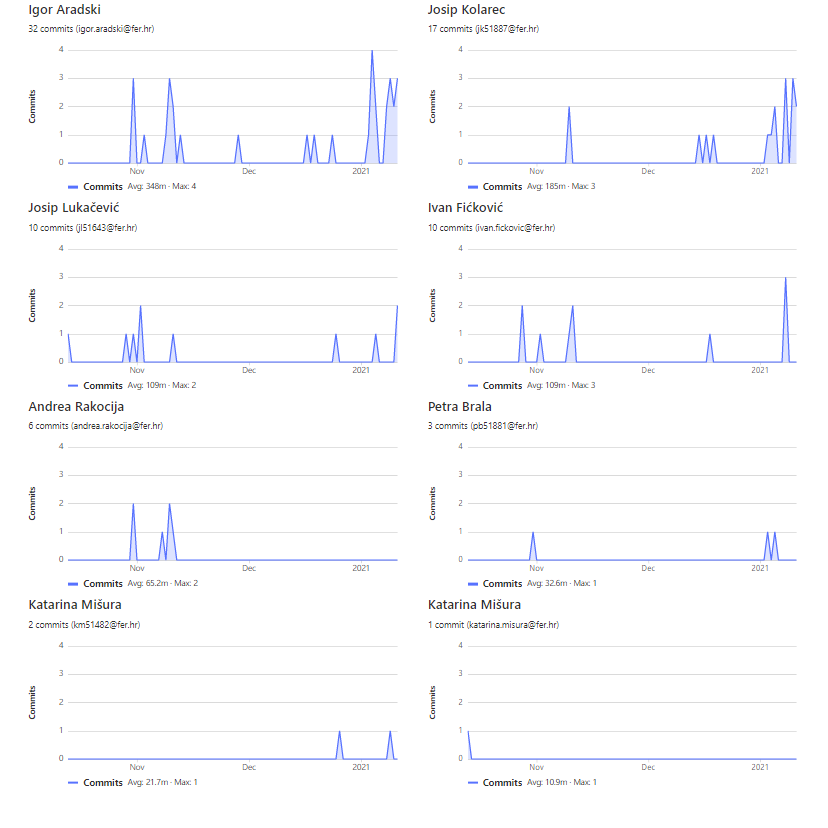 Igor Aradski
32 commits (igor.aradski@fer.hr)
4
3
2
1
0
Commits
Nov Dec 2021
Commits Avg: 348m · Max: 4
Josip Kolarec
17 commits (jk51887@fer.hr)
4
3
2
1
0
Commits
Nov Dec 2021
Commits Avg: 185m · Max: 3
Josip Lukačević
10 commits (jl51643@fer.hr)
4
3
2
1
0
Commits
Nov Dec 2021
Commits Avg: 109m · Max: 2
Ivan Fićković
10 commits (ivan.fickovic@fer.hr)
4
3
2
1
0
Commits
Nov Dec 2021
Commits Avg: 109m · Max: 3
Andrea Rakocija
6 commits (andrea.rakocija@fer.hr)
4
3
2
1
0
Commits
Nov Dec 2021
Commits Avg: 65.2m · Max: 2
Petra Brala
3 commits (pb51881@fer.hr)
4
3
2
1
0
Commits
Nov Dec 2021
Commits Avg: 32.6m · Max: 1
Katarina Mišura
2 commits (km51482@fer.hr)
4
3
2
1
0
Commits
Nov Dec 2021
Commits Avg: 21.7m · Max: 1
Katarina Mišura
1 commit (katarina.misura@fer.hr)
4
3
2
1
0
Commits
Nov Dec 2021
Commits Avg: 10.9m · Max: 1